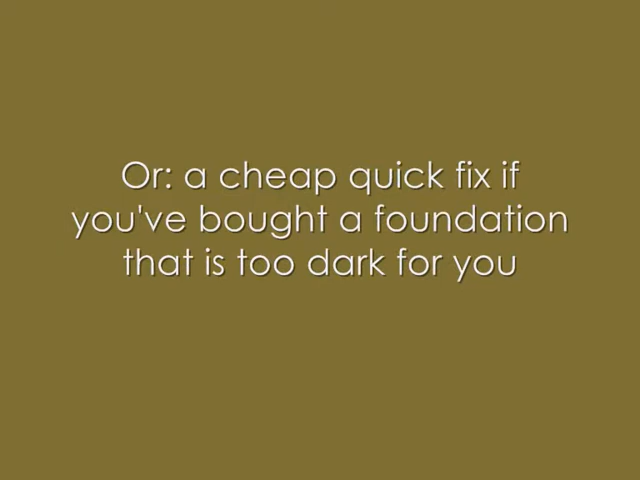 Or: a cheap quick fix if
you've bought a foundation
that is too dark for you